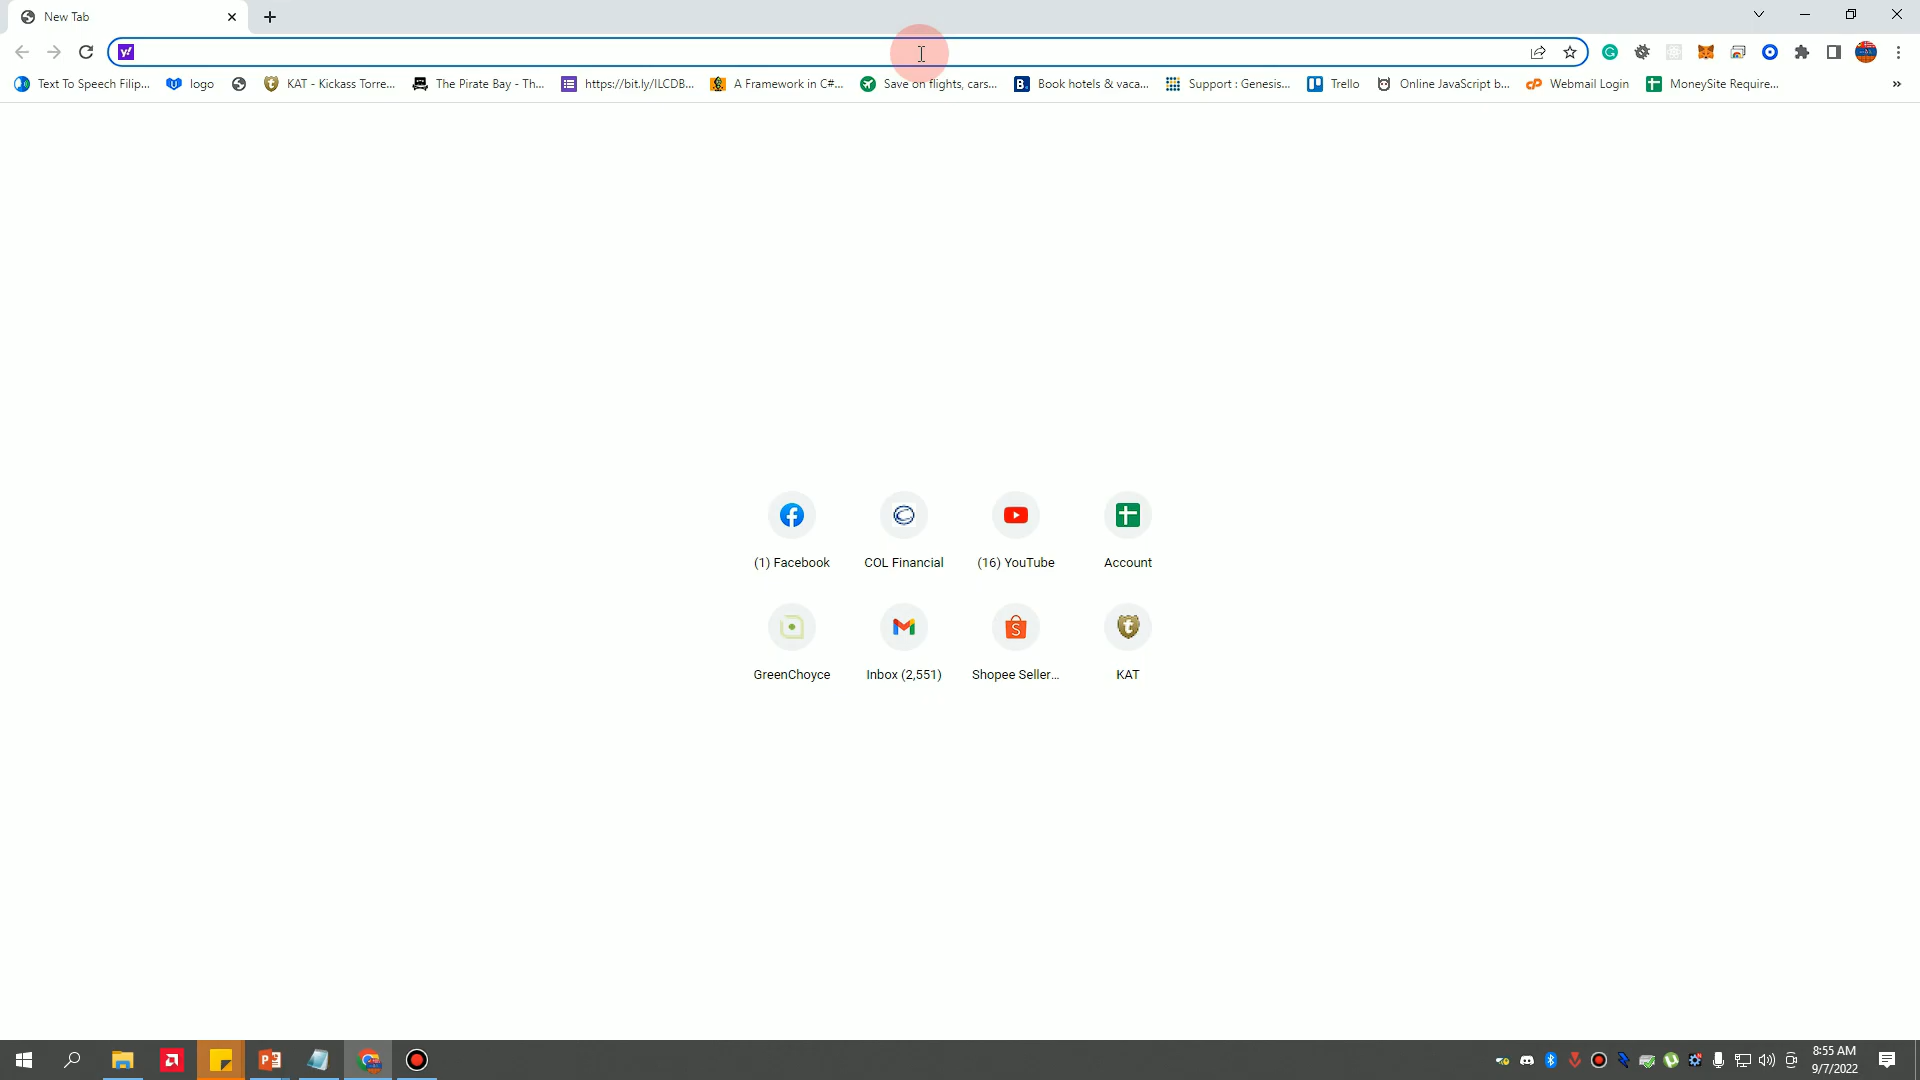 New Tab
y!
Text To Speech Filip... logo KAT - Kickass Torre... The Pirate Bay - Th... https://bit.ly/ILCDB... A Framework in C#... Save on flights, cars... Book hotels & vaca... Support : Genesis... Trello Online JavaScript b... Webmail Login MoneySite Require... »
(1) Facebook COL Financial (16) YouTube Account
GreenChoyce Inbox (2,551) Shopee Seller... KAT
8:55 AM
9/7/2022